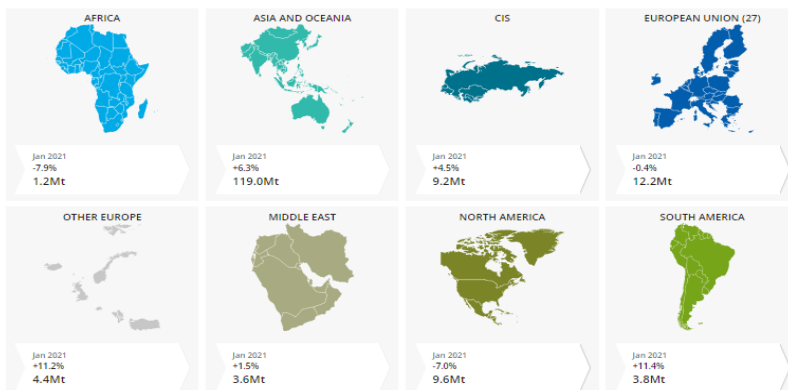 AFRICA
Jan 2021
-7.9%
1.2Mt
ASIA AND OCEANIA
Jan 2021
+6.3%
119.0Mt
CIS
Jan 2021
+4.5%
9.2Mt
EUROPEAN UNION (27)
Jan 2021
-0.4%
12.2Mt
OTHER EUROPE
Jan 2021
+11.2%
4.4Mt
MIDDLE EAST
Jan 2021
+1.5%
3.6Mt
NORTH AMERICA
Jan 2021
-7.0%
9.6Mt
SOUTH AMERICA
Jan 2021
+11.4%
3.8Mt